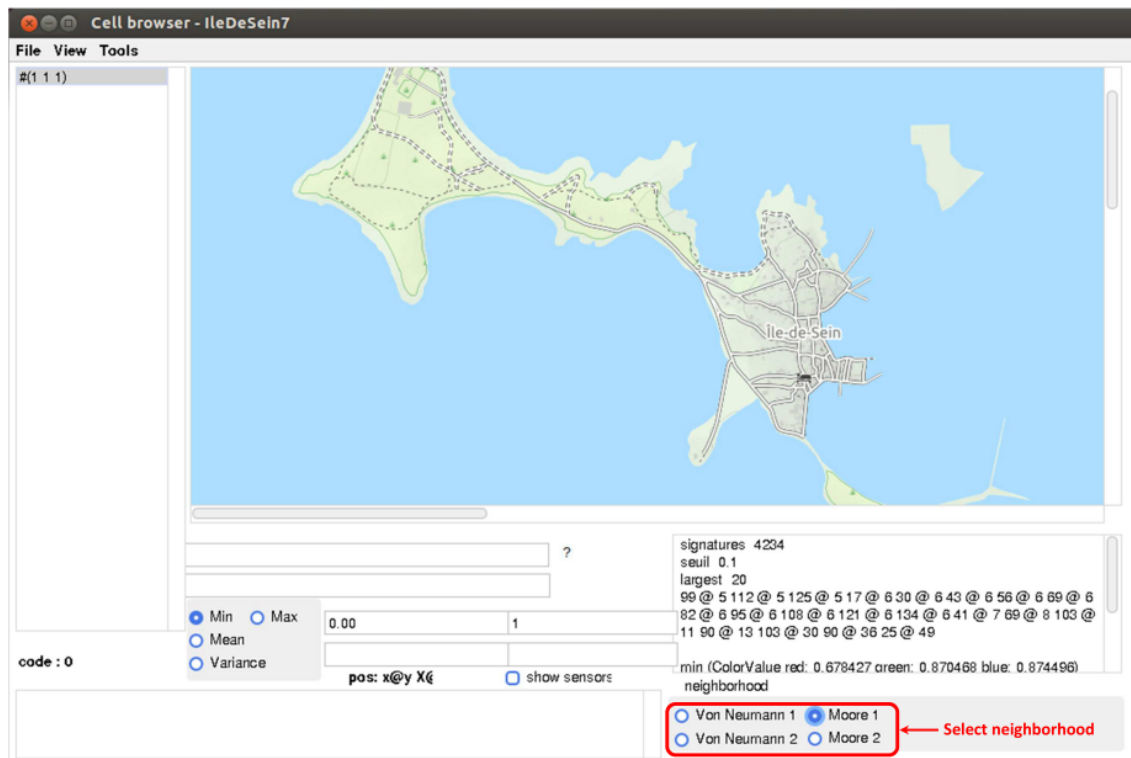 Cell browser - IleDeSein7
File View Tools
#(1 1 1)
Île-de-Sein
?
signatures 4234
seuil 0.1
largest 20
99 @ 5 112 @ 5 125 @ 5 17 @ 6 30 @ 6 43 @ 6 56 @ 6 69 @ 6
82 @ 6 95 @ 6 108 @ 6 121 @ 6 134 @ 6 41 @ 7 69 @ 8 103 @
11 90 @ 13 103 @ 30 90 @ 36 25 @ 49
min (ColorValue red: 0.678427 green: 0.870468 blue: 0.874496)
Min Max
0.00 1
Mean
Variance
code : 0
pos: x@y X@
show sensors
neighborhood
Von Neumann 1 Moore 1
Von Neumann 2 Moore 2
Select neighborhood